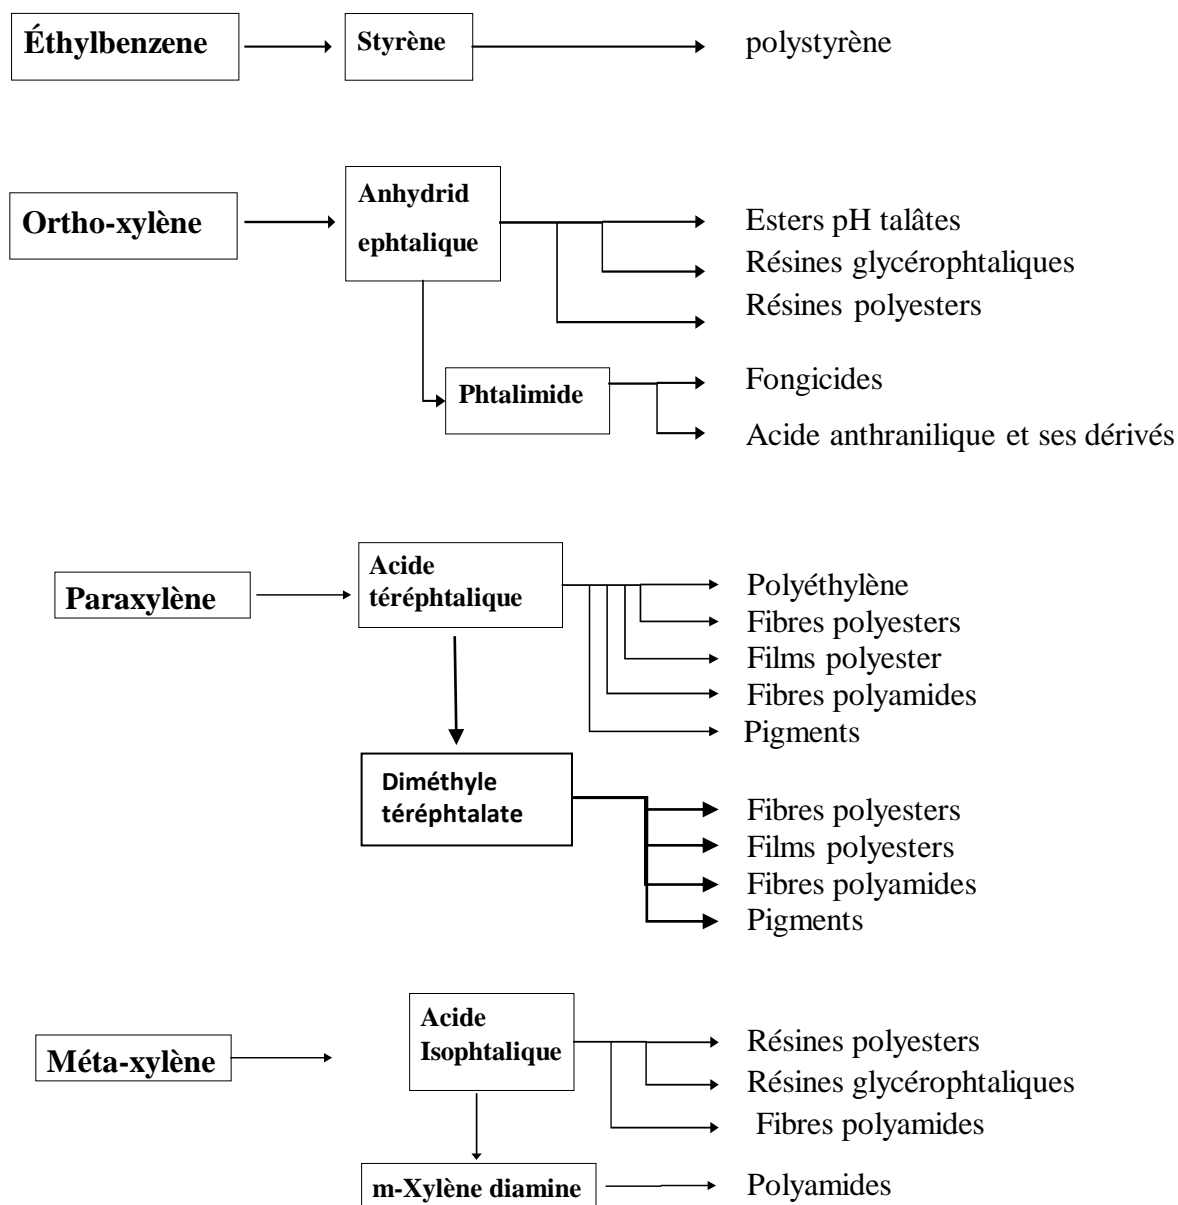 Éthylbenzene
Styrène
polystyrène
Ortho-xylène
Anhydrid
ephtalique
Esters pH talâtes
Résines glycérophtaliques
Résines polyesters
Phtalimide
Fongicides
Acide anthranilique et ses dérivés
Paraxylène
Acide
téréphtalique
Polyéthylène
Fibres polyesters
Films polyester
Fibres polyamides
Pigments
Diméthyle
téréphtalate
Fibres polyesters
Films polyesters
Fibres polyamides
Pigments
Méta-xylène
Acide
Isophtalique
Résines polyesters
Résines glycérophtaliques
Fibres polyamides
m-Xylène diamine
Polyamides